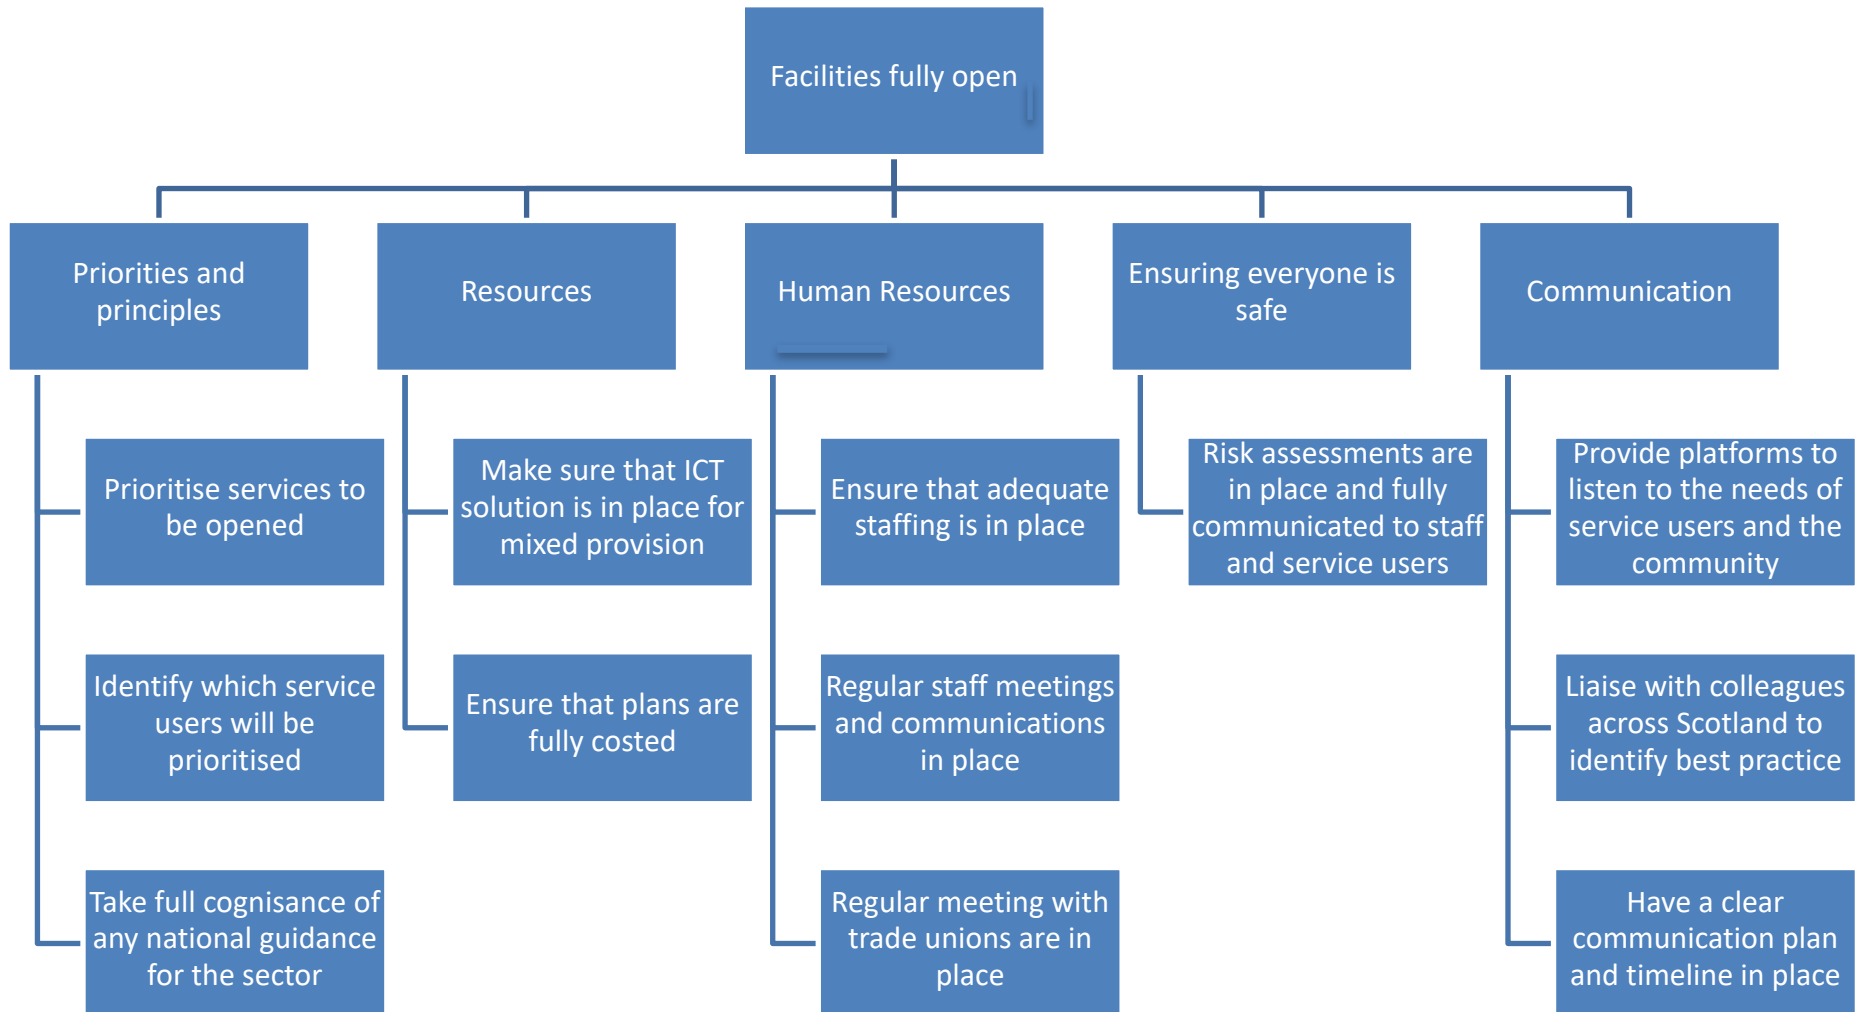 Facilities fully open
Priorities and
principles
Resources
Human Resources
Ensuring everyone is
safe
Communication
Prioritise services to
be opened
Identify which service
users will be
prioritised
Take full cognisance of
any national guidance
for the sector
Make sure that ICT
solution is in place for
mixed provision
Ensure that plans are
fully costed
Ensure that adequate
staffing is in place
Regular staff meetings
and communications
in place
Regular meeting with
trade unions are in
place
Risk assessments are
in place and fully
communicated to staff
and service users
Provide platforms to
listen to the needs of
service users and the
community
Liaise with colleagues
across Scotland to
identify best practice
Have a clear
communication plan
and timeline in place